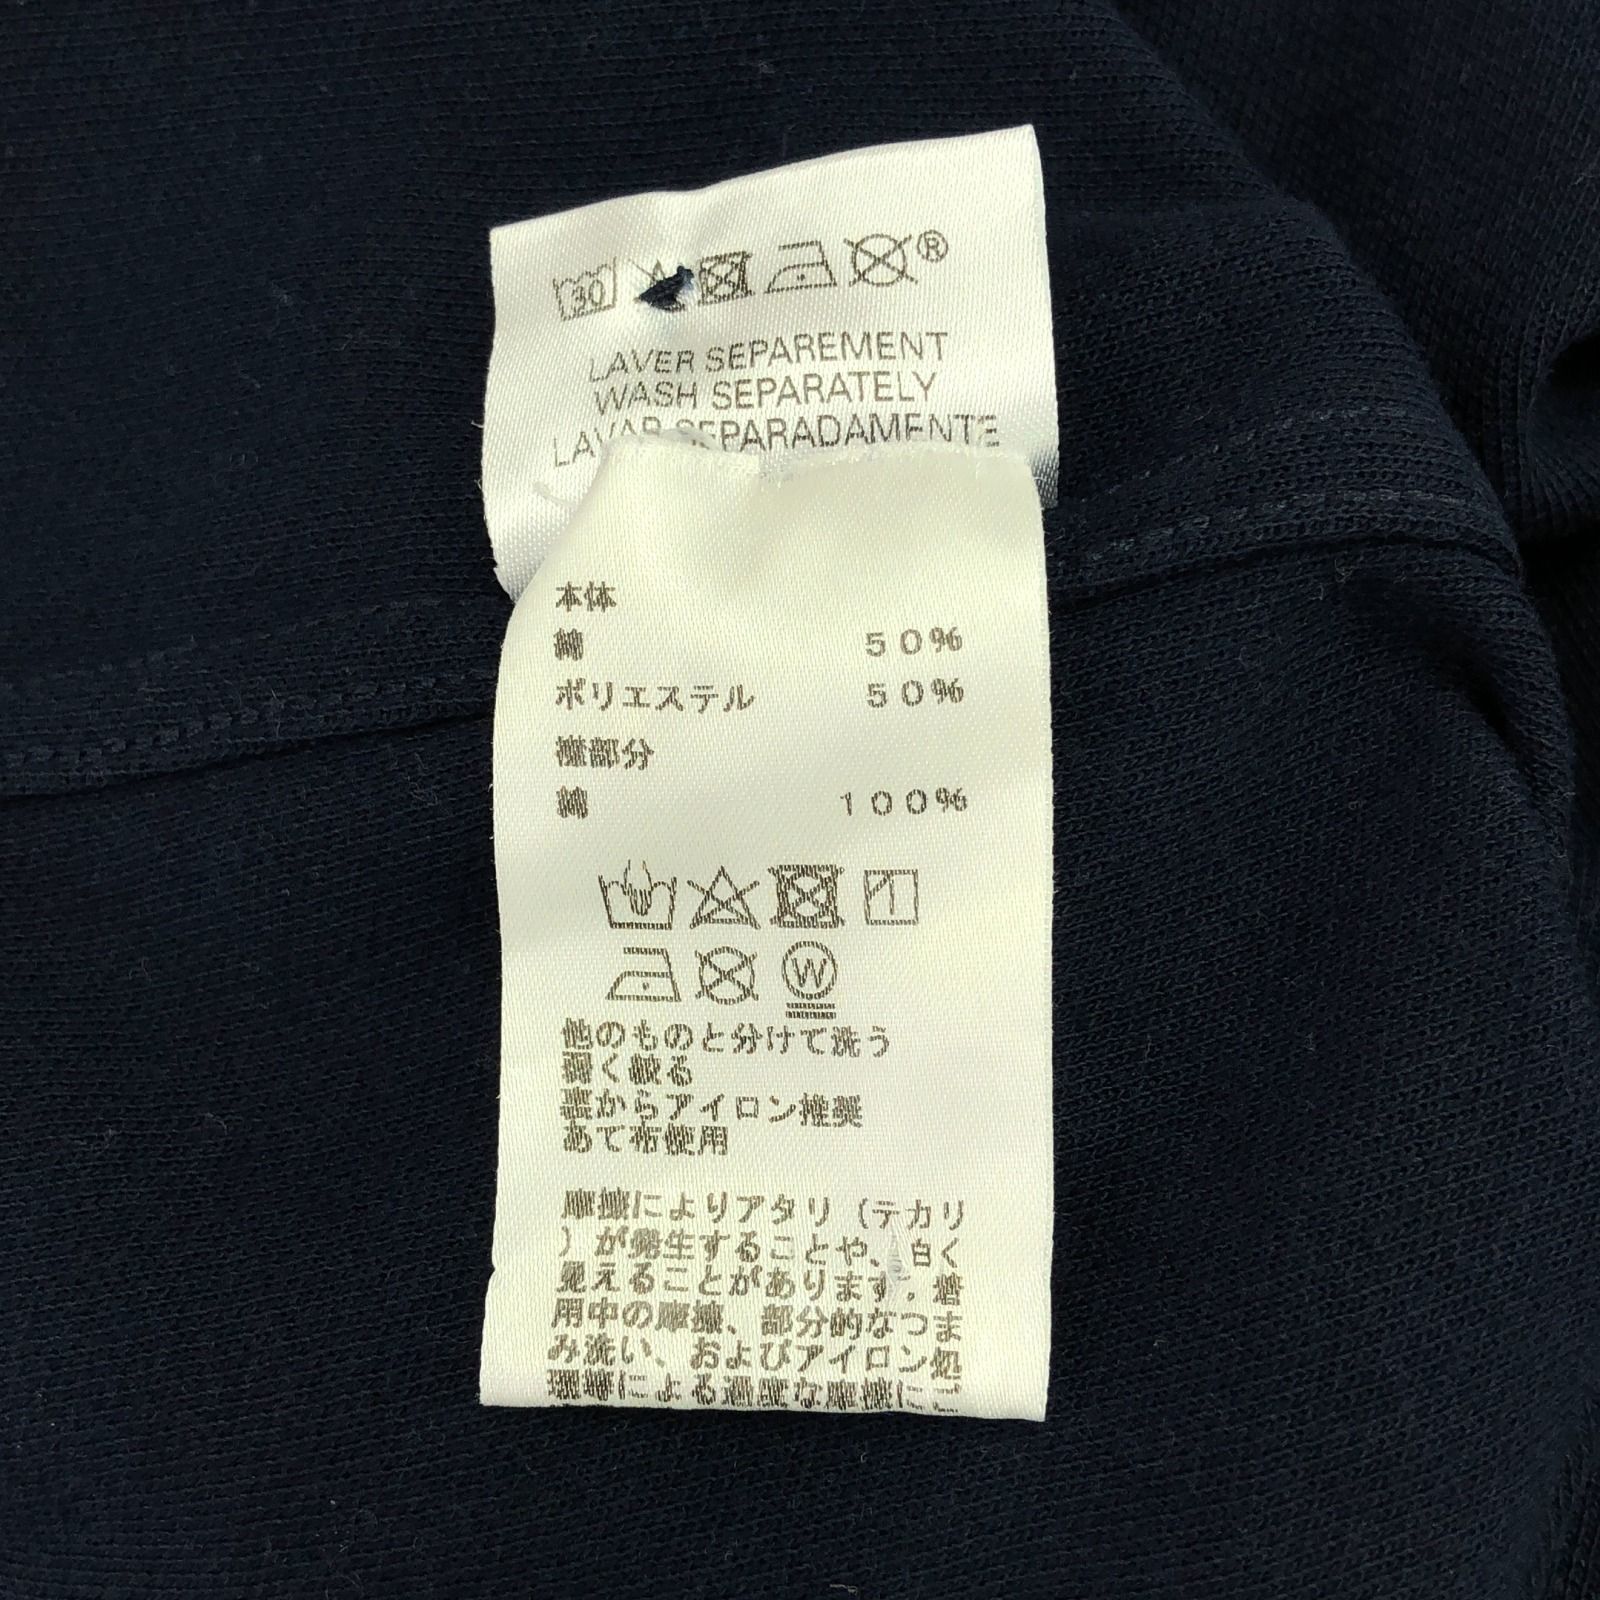 30 ®
LAVER SEPAREMENT
WASH SEPARATELY
LAVAR SEPARADAMENTE
本体
綿 50%
ポリエステル 50%
襟部分
綿 100%
W
他のものと分けて洗う
弱く絞る
裏からアイロン推奨
あて布使用
摩擦によりアタリ(テカリ
)が発生することや、白く
見えることがあります。着
用中の摩擦、部分的なつま
み洗い、およびアイロン処
理等による過度な摩擦にご